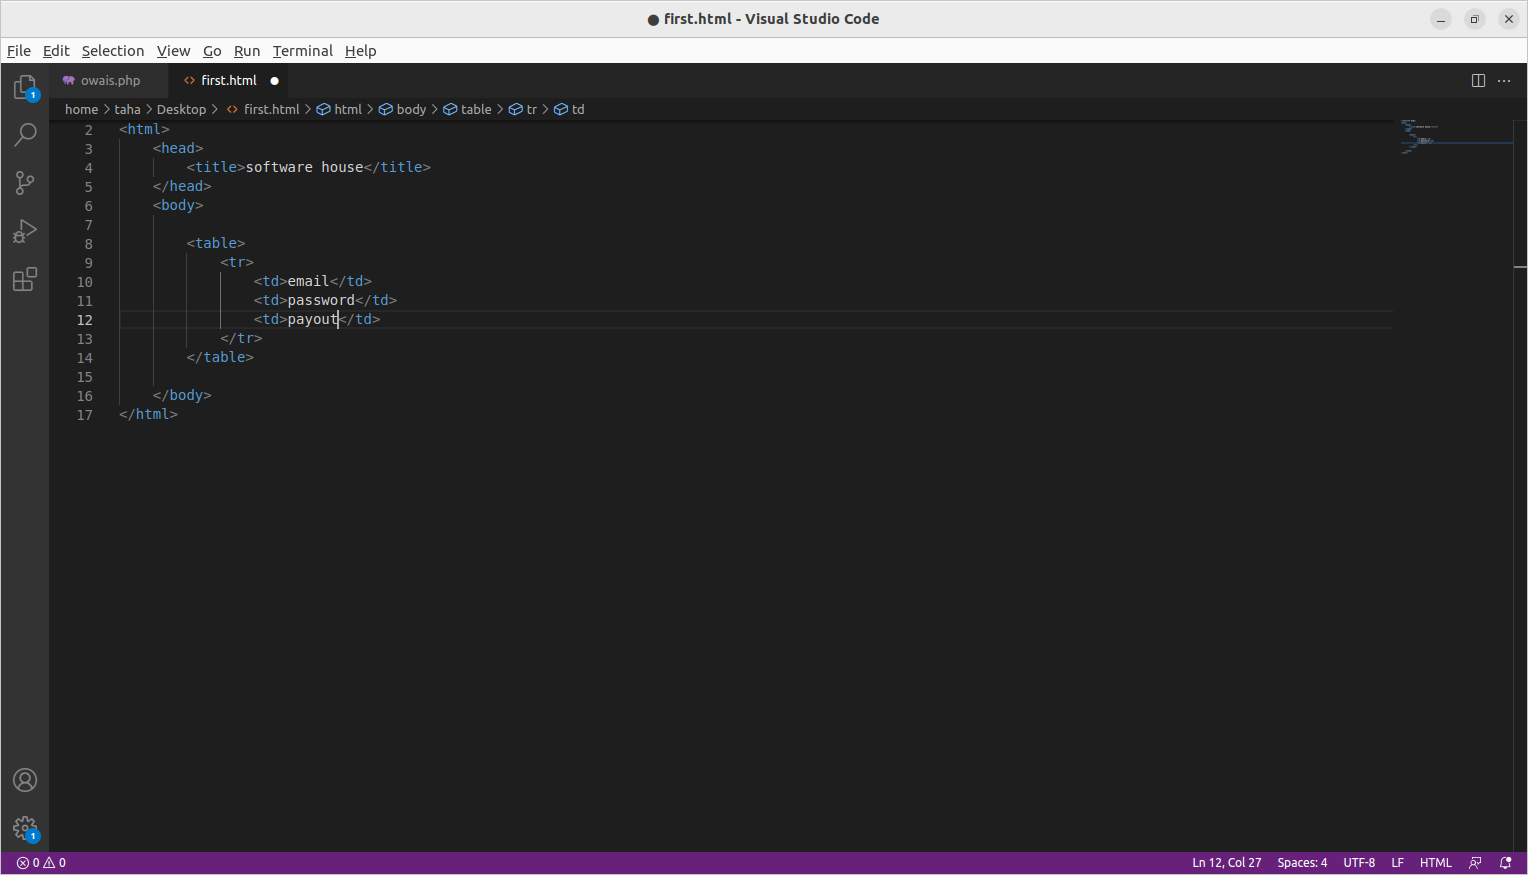 first.html - Visual Studio Code
File Edit Selection View Go Run Terminal Help
owais.php first.html
home taha Desktop first.html html body table tr td
2 <html>
3 <head>
4 <title>software house</title>
5 </head>
6 <body>
7
8 <table>
9 <tr>
10 <td>email</td>
11 <td>password</td>
12 <td>payout</td>
13 </tr>
14 </table>
15
16 </body>
17 </html>
1
1
0 0 Ln 12, Col 27 Spaces: 4 UTF-8 LF HTML